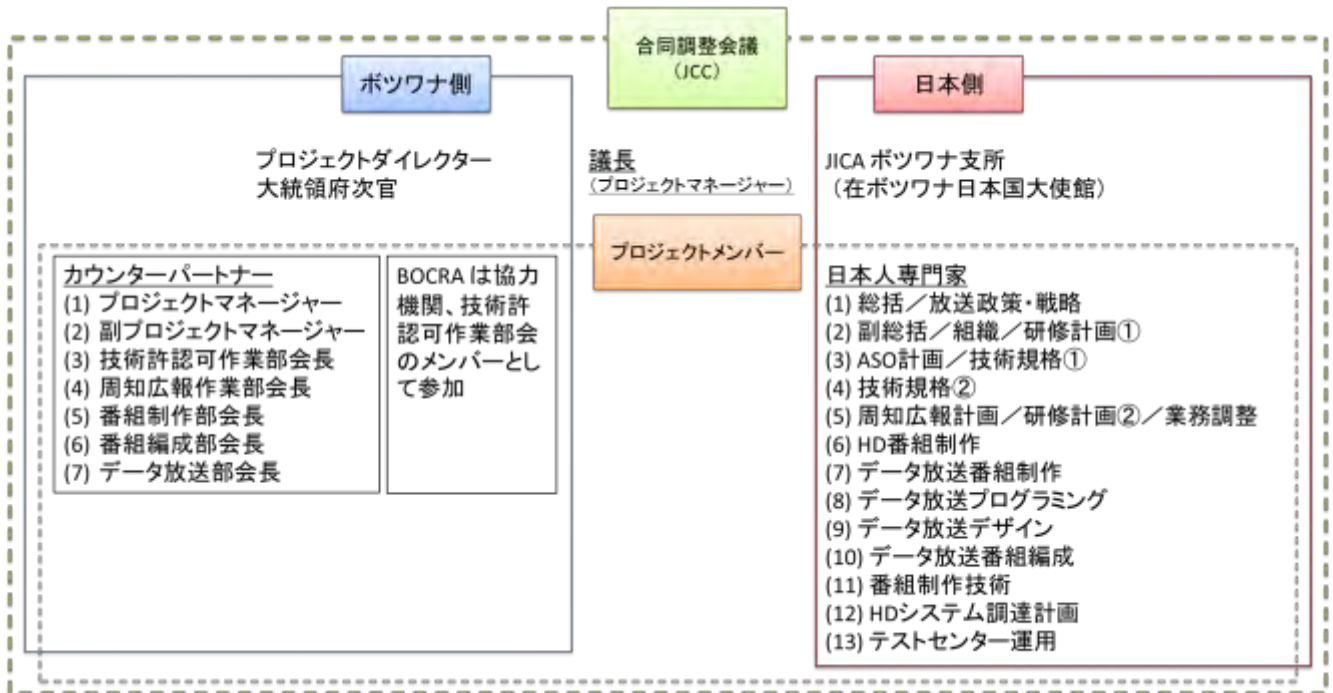 合同調整会議
（JCC）
ボツワナ側
日本側
プロジェクトダイレクター
大統領府次官
議長
（プロジェクトマネージャー）
JICA ボツワナ支所
（在ボツワナ日本国大使館）
プロジェクトメンバー
カウンターパートナー
(1) プロジェクトマネージャー
(2) 副プロジェクトマネージャー
(3) 技術許認可作業部会長
(4) 周知広報作業部会長
(5) 番組制作部会長
(6) 番組編成部会長
(7) データ放送部会長
BOCRA は協力
機関、技術許
認可作業部会
のメンバーとし
て参加
日本人専門家
(1) 総括／放送政策・戦略
(2) 副総括／組織／研修計画①
(3) ASO計画／技術規格①
(4) 技術規格②
(5) 周知広報計画／研修計画②／業務調整
(6) HD番組制作
(7) データ放送番組制作
(8) データ放送プログラミング
(9) データ放送デザイン
(10) データ放送番組編成
(11) 番組制作技術
(12) HDシステム調達計画
(13) テストセンター運用